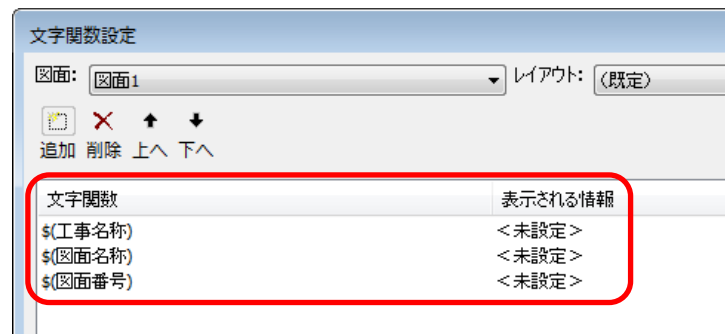 文字関数設定
図面: 図面1 レイアウト: (既定)
追加 削除 上へ 下へ
文字関数 表示される情報
$(工事名称) <未設定>
$(図面名称) <未設定>
$(図面番号) <未設定>